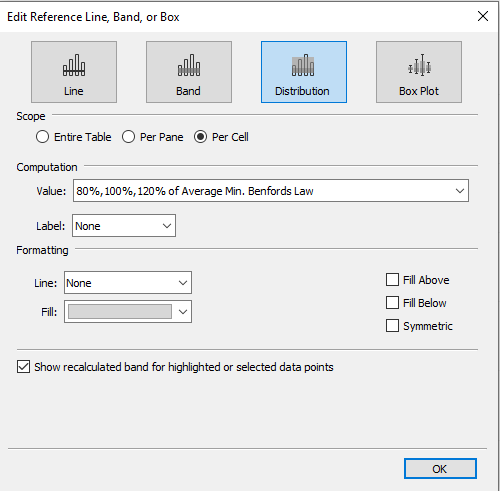 Edit Reference Line, Band, or Box
Line Band Distribution Box Plot
Scope
Entire Table Per Pane Per Cell
Computation
Value: 80%,100%,120% of Average Min. Benfords Law
Label: None
Formatting
Line: None
Fill:
Fill Above
Fill Below
Symmetric
Show recalculated band for highlighted or selected data points
OK